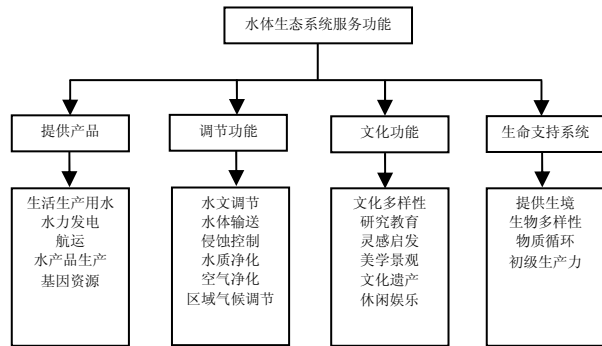 水体生态系统服务功能
提供产品
调节功能
文化功能
生命支持系统
生活生产用水
水力发电
航运
水产品生产
基因资源
水文调节
水体输送
侵蚀控制
水质净化
空气净化
区域气候调节
文化多样性
研究教育
灵感启发
美学景观
文化遗产
休闲娱乐
提供生境
生物多样性
物质循环
初级生产力